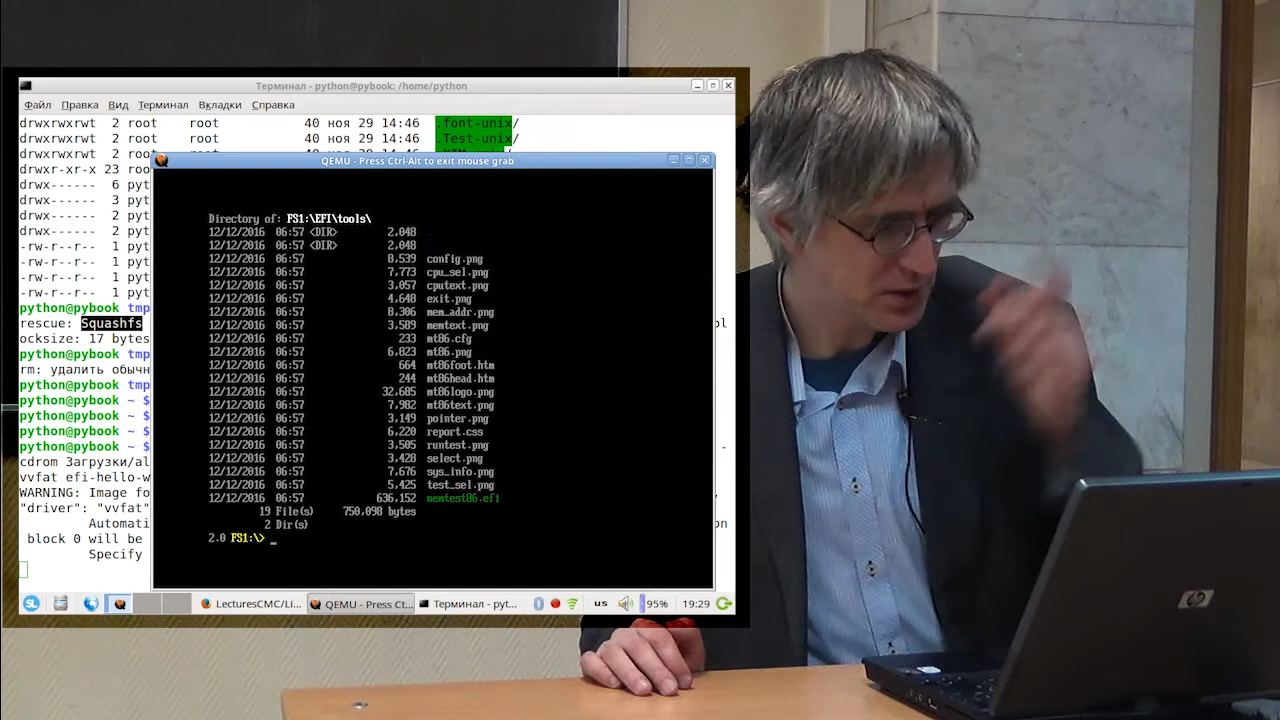 Терминал - python@pybook: /home/python
Файл Правка Вид Терминал Вкладки Справка
drwxrwxrwt 2 root root 40 ноя 29 14:46 .font-unix/
drwxrwxrwt 2 root root 40 ноя 29 14:46 .Test-unix/
drwxrwxrwt 2 root root 40 ноя 29 14:46
drwxr-xr-x 23 roo
drwx------ 6 pyt
drwx------ 3 pyt
drwx------ 2 pyt
drwx------ 2 pyt
-rw-r--r-- 1 pyt
-rw-r--r-- 1 pyt
-rw-r--r-- 1 pyt
-rw-r--r-- 1 pyt
python@pybook tmp
rescue: Squashfs
ocksize: 17 bytes
python@pybook tmp
rm: удалить обычн
python@pybook tmp
python@pybook ~ $
python@pybook ~ $
python@pybook ~ $
python@pybook ~ $
cdrom Загрузки/al
vvfat efi-hello-w
WARNING: Image fo
"driver": "vvfat"
Automati
block 0 will be
Specify
QEMU - Press Ctrl-Alt to exit mouse grab
Directory of: FS1:\EFI\tools\
12/12/2016 06:57 <DIR> 2,048
12/12/2016 06:57 <DIR> 2,048
12/12/2016 06:57 8,539 config.png
12/12/2016 06:57 7,773 cpu_sel.png
12/12/2016 06:57 3,057 cputext.png
12/12/2016 06:57 4,648 exit.png
12/12/2016 06:57 8,306 mem_addr.png
12/12/2016 06:57 3,589 memtext.png
12/12/2016 06:57 233 mt86.cfg
12/12/2016 06:57 6,823 mt86.png
12/12/2016 06:57 664 mt86foot.htm
12/12/2016 06:57 244 mt86head.htm
12/12/2016 06:57 32,685 mt86logo.png
12/12/2016 06:57 7,982 mt86text.png
12/12/2016 06:57 3,149 pointer.png
12/12/2016 06:57 6,220 report.css
12/12/2016 06:57 3,505 runtest.png
12/12/2016 06:57 3,428 select.png
12/12/2016 06:57 7,676 sys_info.png
12/12/2016 06:57 5,425 test_sel.png
12/12/2016 06:57 636,152 memtest86.efi
19 File(s) 750,098 bytes
2 Dir(s)
2.0 FS1:\> _
LecturesCMC/Li... QEMU - Press Ct... Терминал - pyt... us 95% 19:29
hp